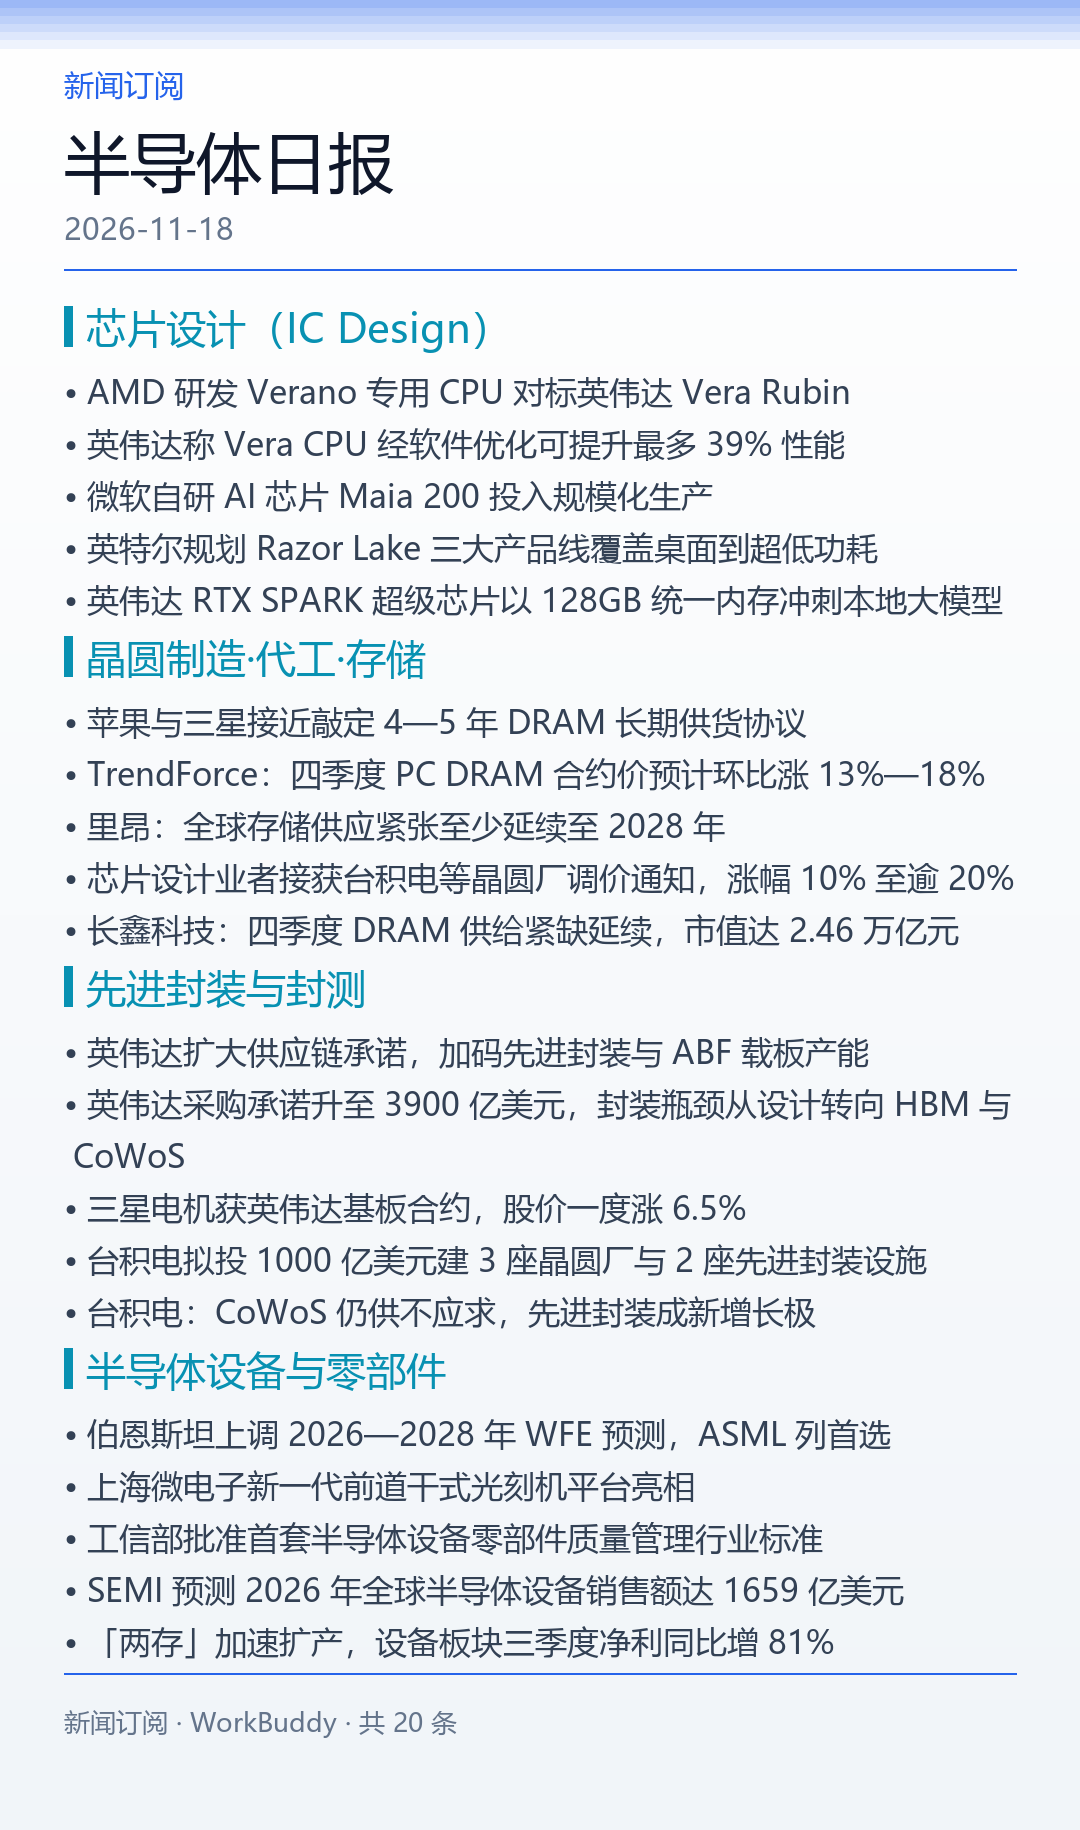 新闻订阅
半导体日报
2026-11-18
芯片设计（IC Design）
• AMD 研发 Verano 专用 CPU 对标英伟达 Vera Rubin
• 英伟达称 Vera CPU 经软件优化可提升最多 39% 性能
• 微软自研 AI 芯片 Maia 200 投入规模化生产
• 英特尔规划 Razor Lake 三大产品线覆盖桌面到超低功耗
• 英伟达 RTX SPARK 超级芯片以 128GB 统一内存冲刺本地大模型
晶圆制造·代工·存储
• 苹果与三星接近敲定 4—5 年 DRAM 长期供货协议
• TrendForce：四季度 PC DRAM 合约价预计环比涨 13%—18%
• 里昂：全球存储供应紧张至少延续至 2028 年
• 芯片设计业者接获台积电等晶圆厂调价通知，涨幅 10% 至逾 20%
• 长鑫科技：四季度 DRAM 供给紧缺延续，市值达 2.46 万亿元
先进封装与封测
• 英伟达扩大供应链承诺，加码先进封装与 ABF 载板产能
• 英伟达采购承诺升至 3900 亿美元，封装瓶颈从设计转向 HBM 与
CoWoS
• 三星电机获英伟达基板合约，股价一度涨 6.5%
• 台积电拟投 1000 亿美元建 3 座晶圆厂与 2 座先进封装设施
• 台积电：CoWoS 仍供不应求，先进封装成新增长极
半导体设备与零部件
• 伯恩斯坦上调 2026—2028 年 WFE 预测，ASML 列首选
• 上海微电子新一代前道干式光刻机平台亮相
• 工信部批准首套半导体设备零部件质量管理行业标准
• SEMI 预测 2026 年全球半导体设备销售额达 1659 亿美元
• 「两存」加速扩产，设备板块三季度净利同比增 81%
新闻订阅 · WorkBuddy · 共 20 条